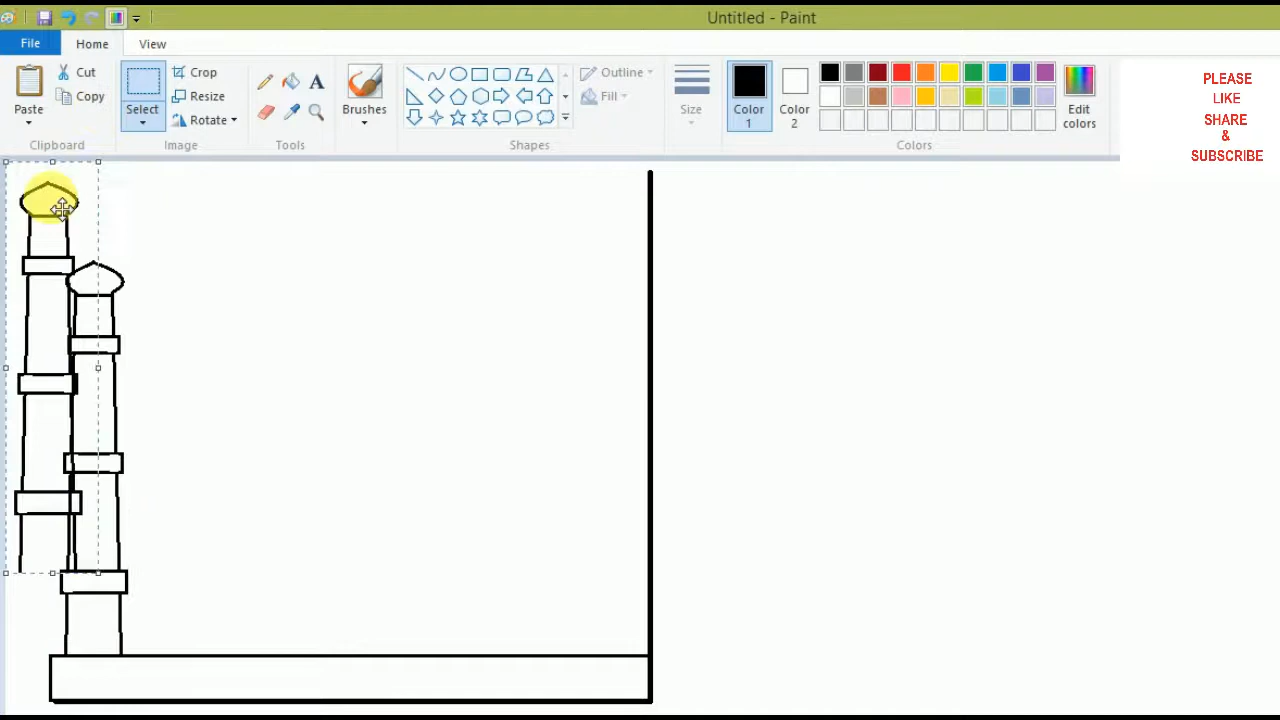 Untitled - Paint
File
Home
View
Paste
Cut
Copy
Clipboard
Select
Crop
Resize
Rotate
Image
A
Tools
Brushes
Outline
Fill
Shapes
Size
Color
1
Color
2
Edit
colors
Colors
PLEASE
LIKE
SHARE
&
SUBSCRIBE